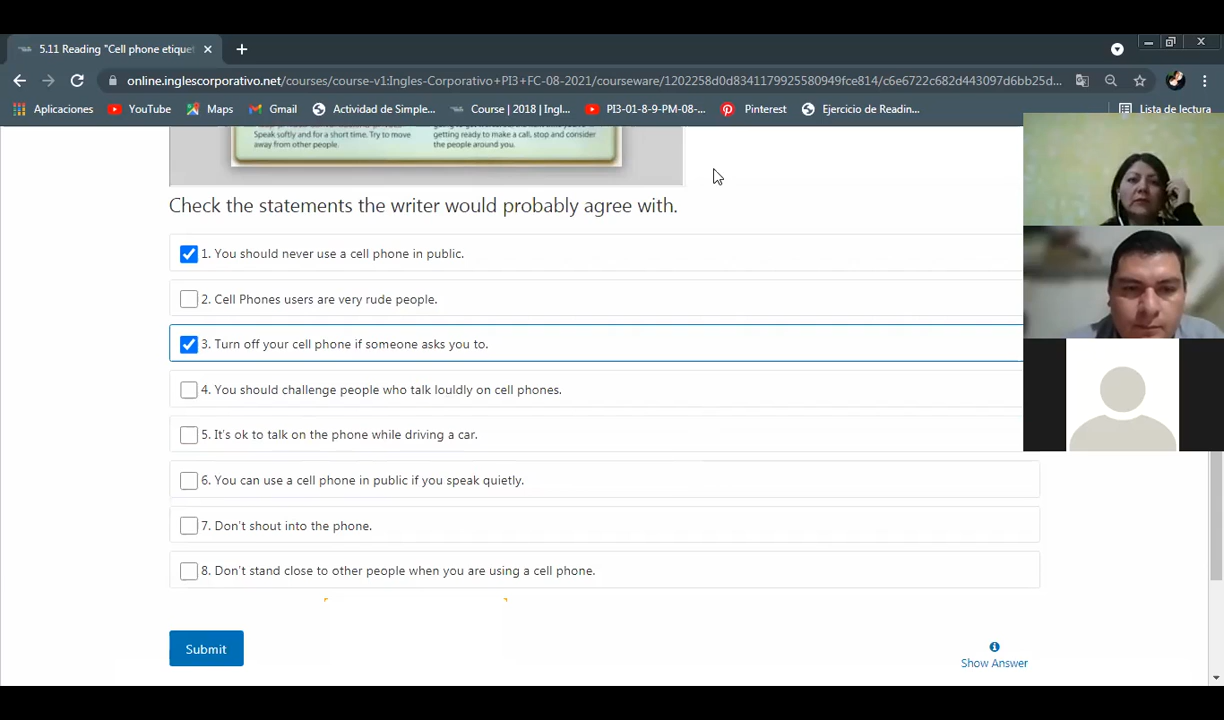 5.11 Reading "Cell phone etiquet
online.inglescorporativo.net/courses/course-v1:Ingles-Corporativo+PI3+FC-08-2021/courseware/1202258d0d8341179925580949fce814/c6e6722c682d443097d6bb25d...
Aplicaciones YouTube Maps Gmail Actividad de Simple... Course | 2018 | Ingl... PI3-01-8-9-PM-08-... Pinterest Ejercicio de Readin... Lista de lectura
Speak softly and for a short time. Try to move
away from other people.
getting ready to make a call, stop and consider
the people around you.
Check the statements the writer would probably agree with.
1. You should never use a cell phone in public.
2. Cell Phones users are very rude people.
3. Turn off your cell phone if someone asks you to.
4. You should challenge people who talk louldly on cell phones.
5. It's ok to talk on the phone while driving a car.
6. You can use a cell phone in public if you speak quietly.
7. Don't shout into the phone.
8. Don't stand close to other people when you are using a cell phone.
Submit
Show Answer